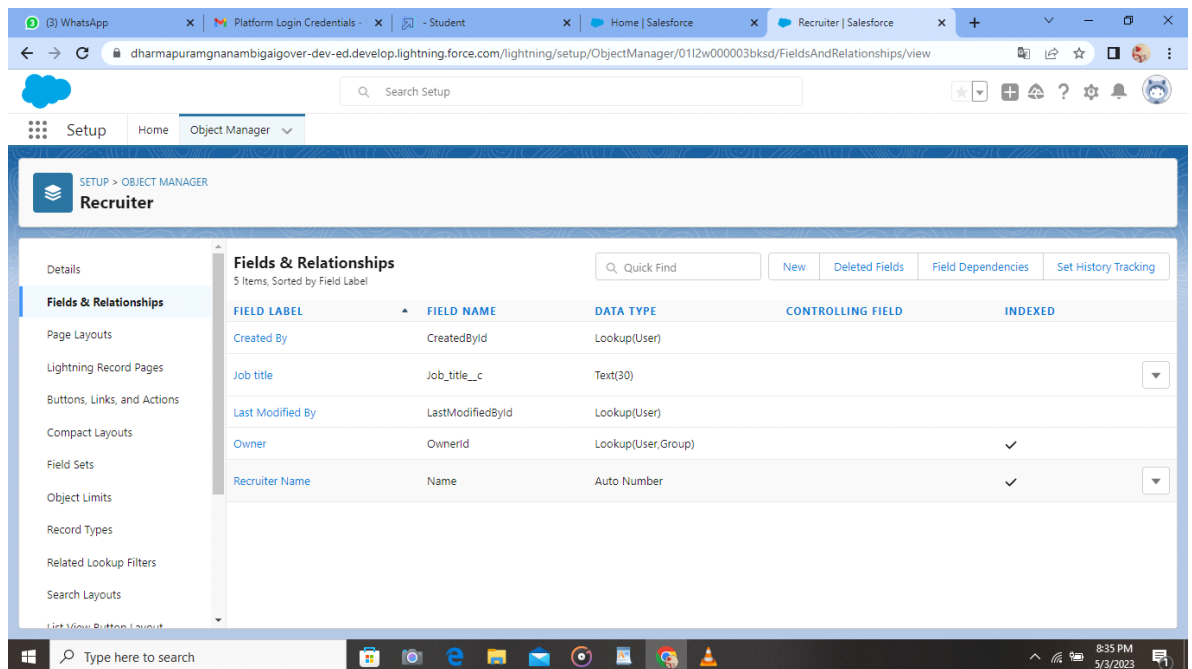 (3) WhatsApp
Platform Login Credentials -
- Student
Home | Salesforce
Recruiter | Salesforce
dharmapuramgnanambigaigover-dev-ed.develop.lightning.force.com/lightning/setup/ObjectManager/01I2w000003bksd/FieldsAndRelationships/view
Search Setup
Setup Home Object Manager
SETUP > OBJECT MANAGER
Recruiter
Details
Fields & Relationships
Page Layouts
Lightning Record Pages
Buttons, Links, and Actions
Compact Layouts
Field Sets
Object Limits
Record Types
Related Lookup Filters
Search Layouts
List View Button Layout
Fields & Relationships
5 Items, Sorted by Field Label
Quick Find New Deleted Fields Field Dependencies Set History Tracking
FIELD LABEL FIELD NAME DATA TYPE CONTROLLING FIELD INDEXED
Created By CreatedById Lookup(User)
Job title Job_title__c Text(30)
Last Modified By LastModifiedById Lookup(User)
Owner OwnerId Lookup(User,Group)
Recruiter Name Name Auto Number
Type here to search
8:35 PM
5/3/2023